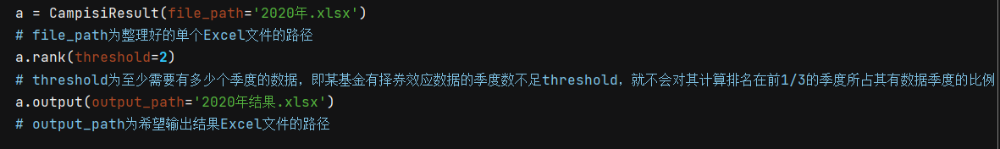 a = CampisiResult(file_path='2020年.xlsx')
# file_path为整理好的单个Excel文件的路径
a.rank(threshold=2)
# threshold为至少需要有多少个季度的数据，即某基金有择券效应数据的季度数不足threshold，就不会对其计算排名在前1/3的季度所占其有数据季度的比例
a.output(output_path='2020年结果.xlsx')
# output_path为希望输出结果Excel文件的路径